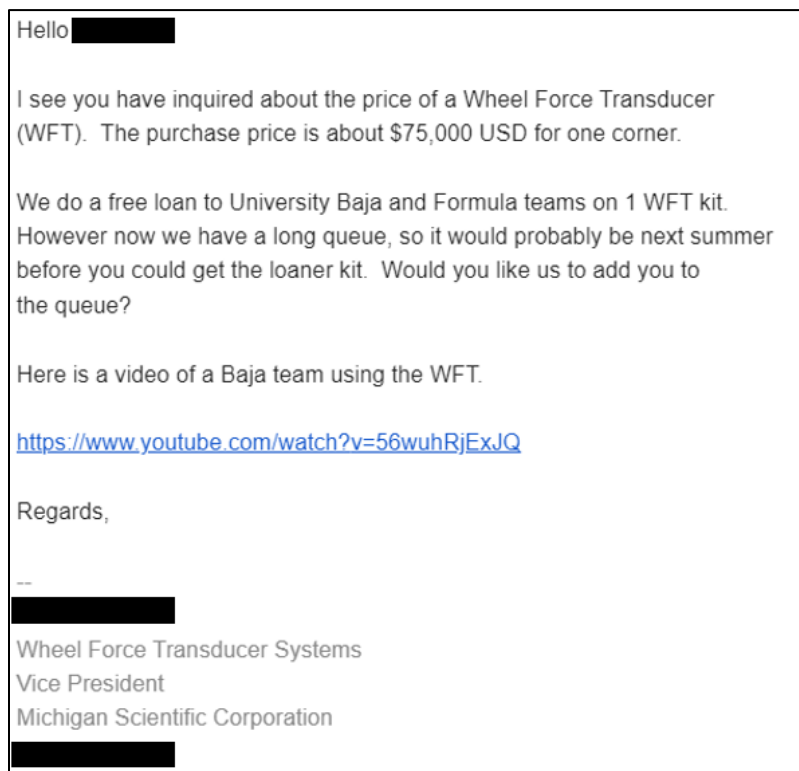 Hello
I see you have inquired about the price of a Wheel Force Transducer
(WFT).  The purchase price is about $75,000 USD for one corner.
We do a free loan to University Baja and Formula teams on 1 WFT kit.
However now we have a long queue, so it would probably be next summer
before you could get the loaner kit.  Would you like us to add you to
the queue?
Here is a video of a Baja team using the WFT.
https://www.youtube.com/watch?v=56wuhRjExJQ
Regards,
--
Wheel Force Transducer Systems
Vice President
Michigan Scientific Corporation